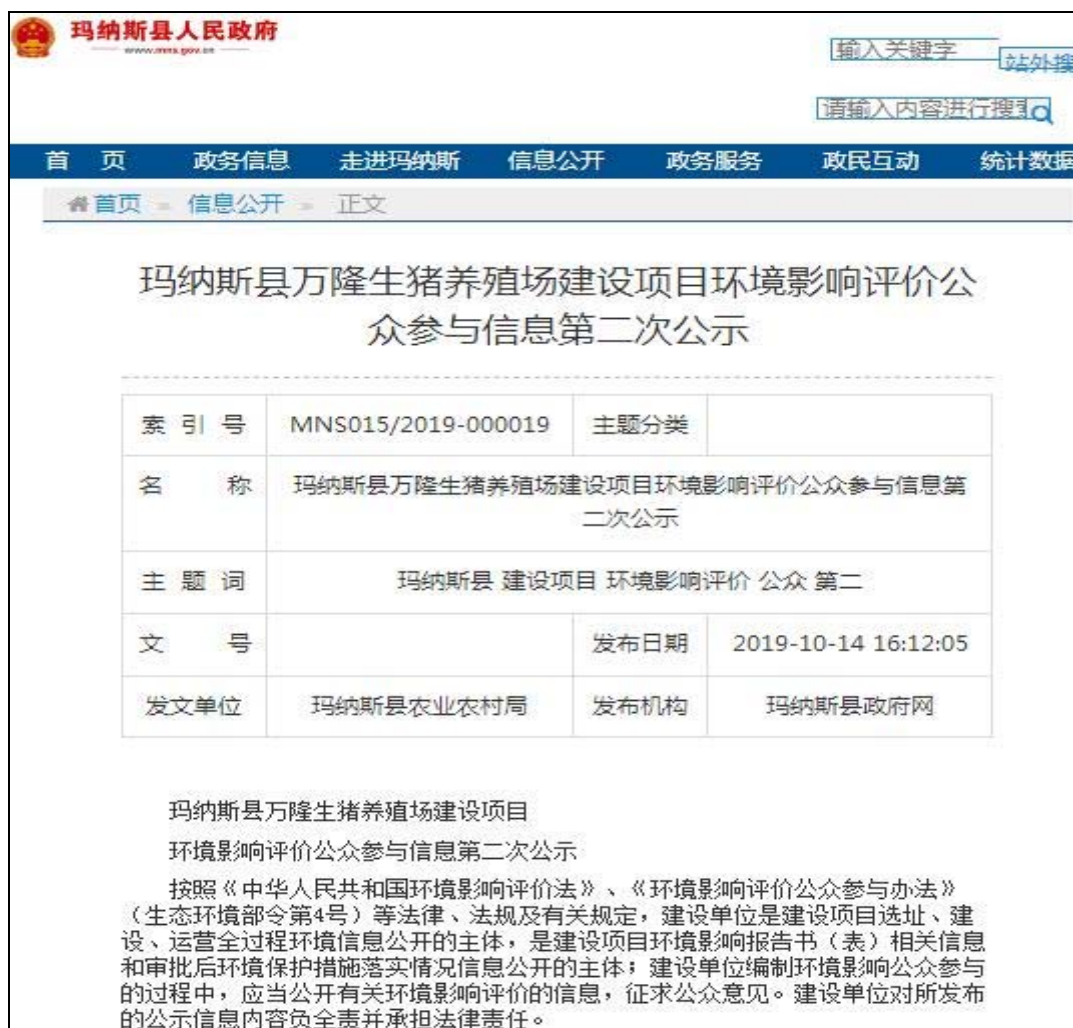 玛纳斯县人民政府
www.mns.gov.cn
输入关键字
站外搜
请输入内容进行搜索
首 页 政务信息 走进玛纳斯 信息公开 政务服务 政民互动 统计数据
首页 » 信息公开 » 正文
玛纳斯县万隆生猪养殖场建设项目环境影响评价公
众参与信息第二次公示
索 引 号 MNS015/2019-000019 主题分类
名 称 玛纳斯县万隆生猪养殖场建设项目环境影响评价公众参与信息第
二次公示
主 题 词 玛纳斯县 建设项目 环境影响评价 公众 第二
文 号 发布日期 2019-10-14 16:12:05
发文单位 玛纳斯县农业农村局 发布机构 玛纳斯县政府网
玛纳斯县万隆生猪养殖场建设项目
环境影响评价公众参与信息第二次公示
按照《中华人民共和国环境影响评价法》、《环境影响评价公众参与办法》
（生态环境部令第4号）等法律、法规及有关规定，建设单位是建设项目选址、建
设、运营全过程环境信息公开的主体，是建设项目环境影响报告书（表）相关信息
和审批后环境保护措施落实情况信息公开的主体；建设单位编制环境影响公众参与
的过程中，应当公开有关环境影响评价的信息，征求公众意见。建设单位对所发布
的公示信息内容负全责并承担法律责任。